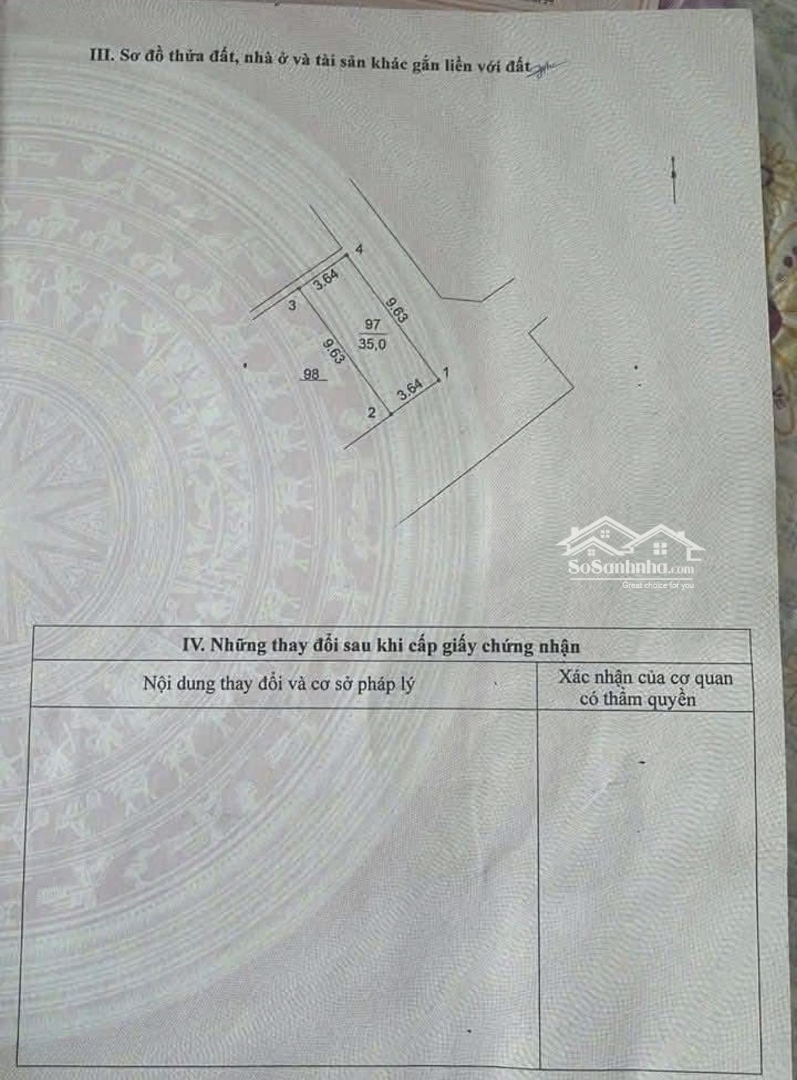 III. Sơ đồ thửa đất, nhà ở và tài sản khác gắn liền với đất
4
3.64
3
9.63
97
35,0
9.63
98
1
3.64
2
SoSanhnha.com
Great choice for you
IV. Những thay đổi sau khi cấp giấy chứng nhận
Nội dung thay đổi và cơ sở pháp lý
Xác nhận của cơ quan
có thẩm quyền